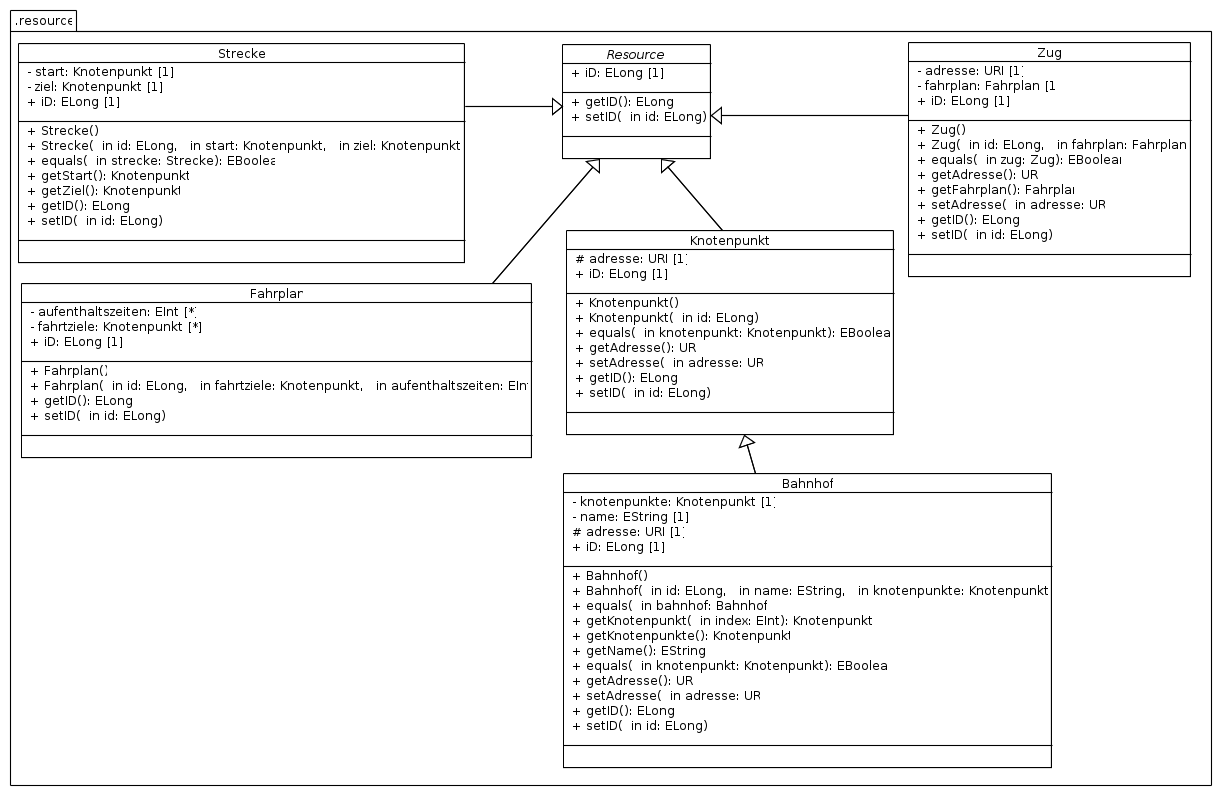 .resource
Strecke
- start: Knotenpunkt [1]
- ziel: Knotenpunkt [1]
+ iD: ELong [1]
+ Strecke()
+ Strecke( in id: ELong, in start: Knotenpunkt, in ziel: Knotenpunkt
+ equals( in strecke: Strecke): EBoolea
+ getStart(): Knotenpunkt
+ getZiel(): Knotenpunkt
+ getID(): ELong
+ setID( in id: ELong)
Resource
+ iD: ELong [1]
+ getID(): ELong
+ setID( in id: ELong)
Zug
- adresse: URI [1]
- fahrplan: Fahrplan [1
+ iD: ELong [1]
+ Zug()
+ Zug( in id: ELong, in fahrplan: Fahrplan
+ equals( in zug: Zug): EBoolean
+ getAdresse(): UR
+ getFahrplan(): Fahrplan
+ setAdresse( in adresse: UR
+ getID(): ELong
+ setID( in id: ELong)
Fahrplan
- aufenthaltszeiten: EInt [*]
- fahrtziele: Knotenpunkt [*]
+ iD: ELong [1]
+ Fahrplan()
+ Fahrplan( in id: ELong, in fahrtziele: Knotenpunkt, in aufenthaltszeiten: EInt
+ getID(): ELong
+ setID( in id: ELong)
Knotenpunkt
# adresse: URI [1]
+ iD: ELong [1]
+ Knotenpunkt()
+ Knotenpunkt( in id: ELong)
+ equals( in knotenpunkt: Knotenpunkt): EBoolea
+ getAdresse(): UR
+ setAdresse( in adresse: UR
+ getID(): ELong
+ setID( in id: ELong)
Bahnhof
- knotenpunkte: Knotenpunkt [1]
- name: EString [1]
# adresse: URI [1]
+ iD: ELong [1]
+ Bahnhof()
+ Bahnhof( in id: ELong, in name: EString, in knotenpunkte: Knotenpunkt
+ equals( in bahnhof: Bahnhof
+ getKnotenpunkt( in index: EInt): Knotenpunkt
+ getKnotenpunkte(): Knotenpunkt
+ getName(): EString
+ equals( in knotenpunkt: Knotenpunkt): EBoolea
+ getAdresse(): UR
+ setAdresse( in adresse: UR
+ getID(): ELong
+ setID( in id: ELong)